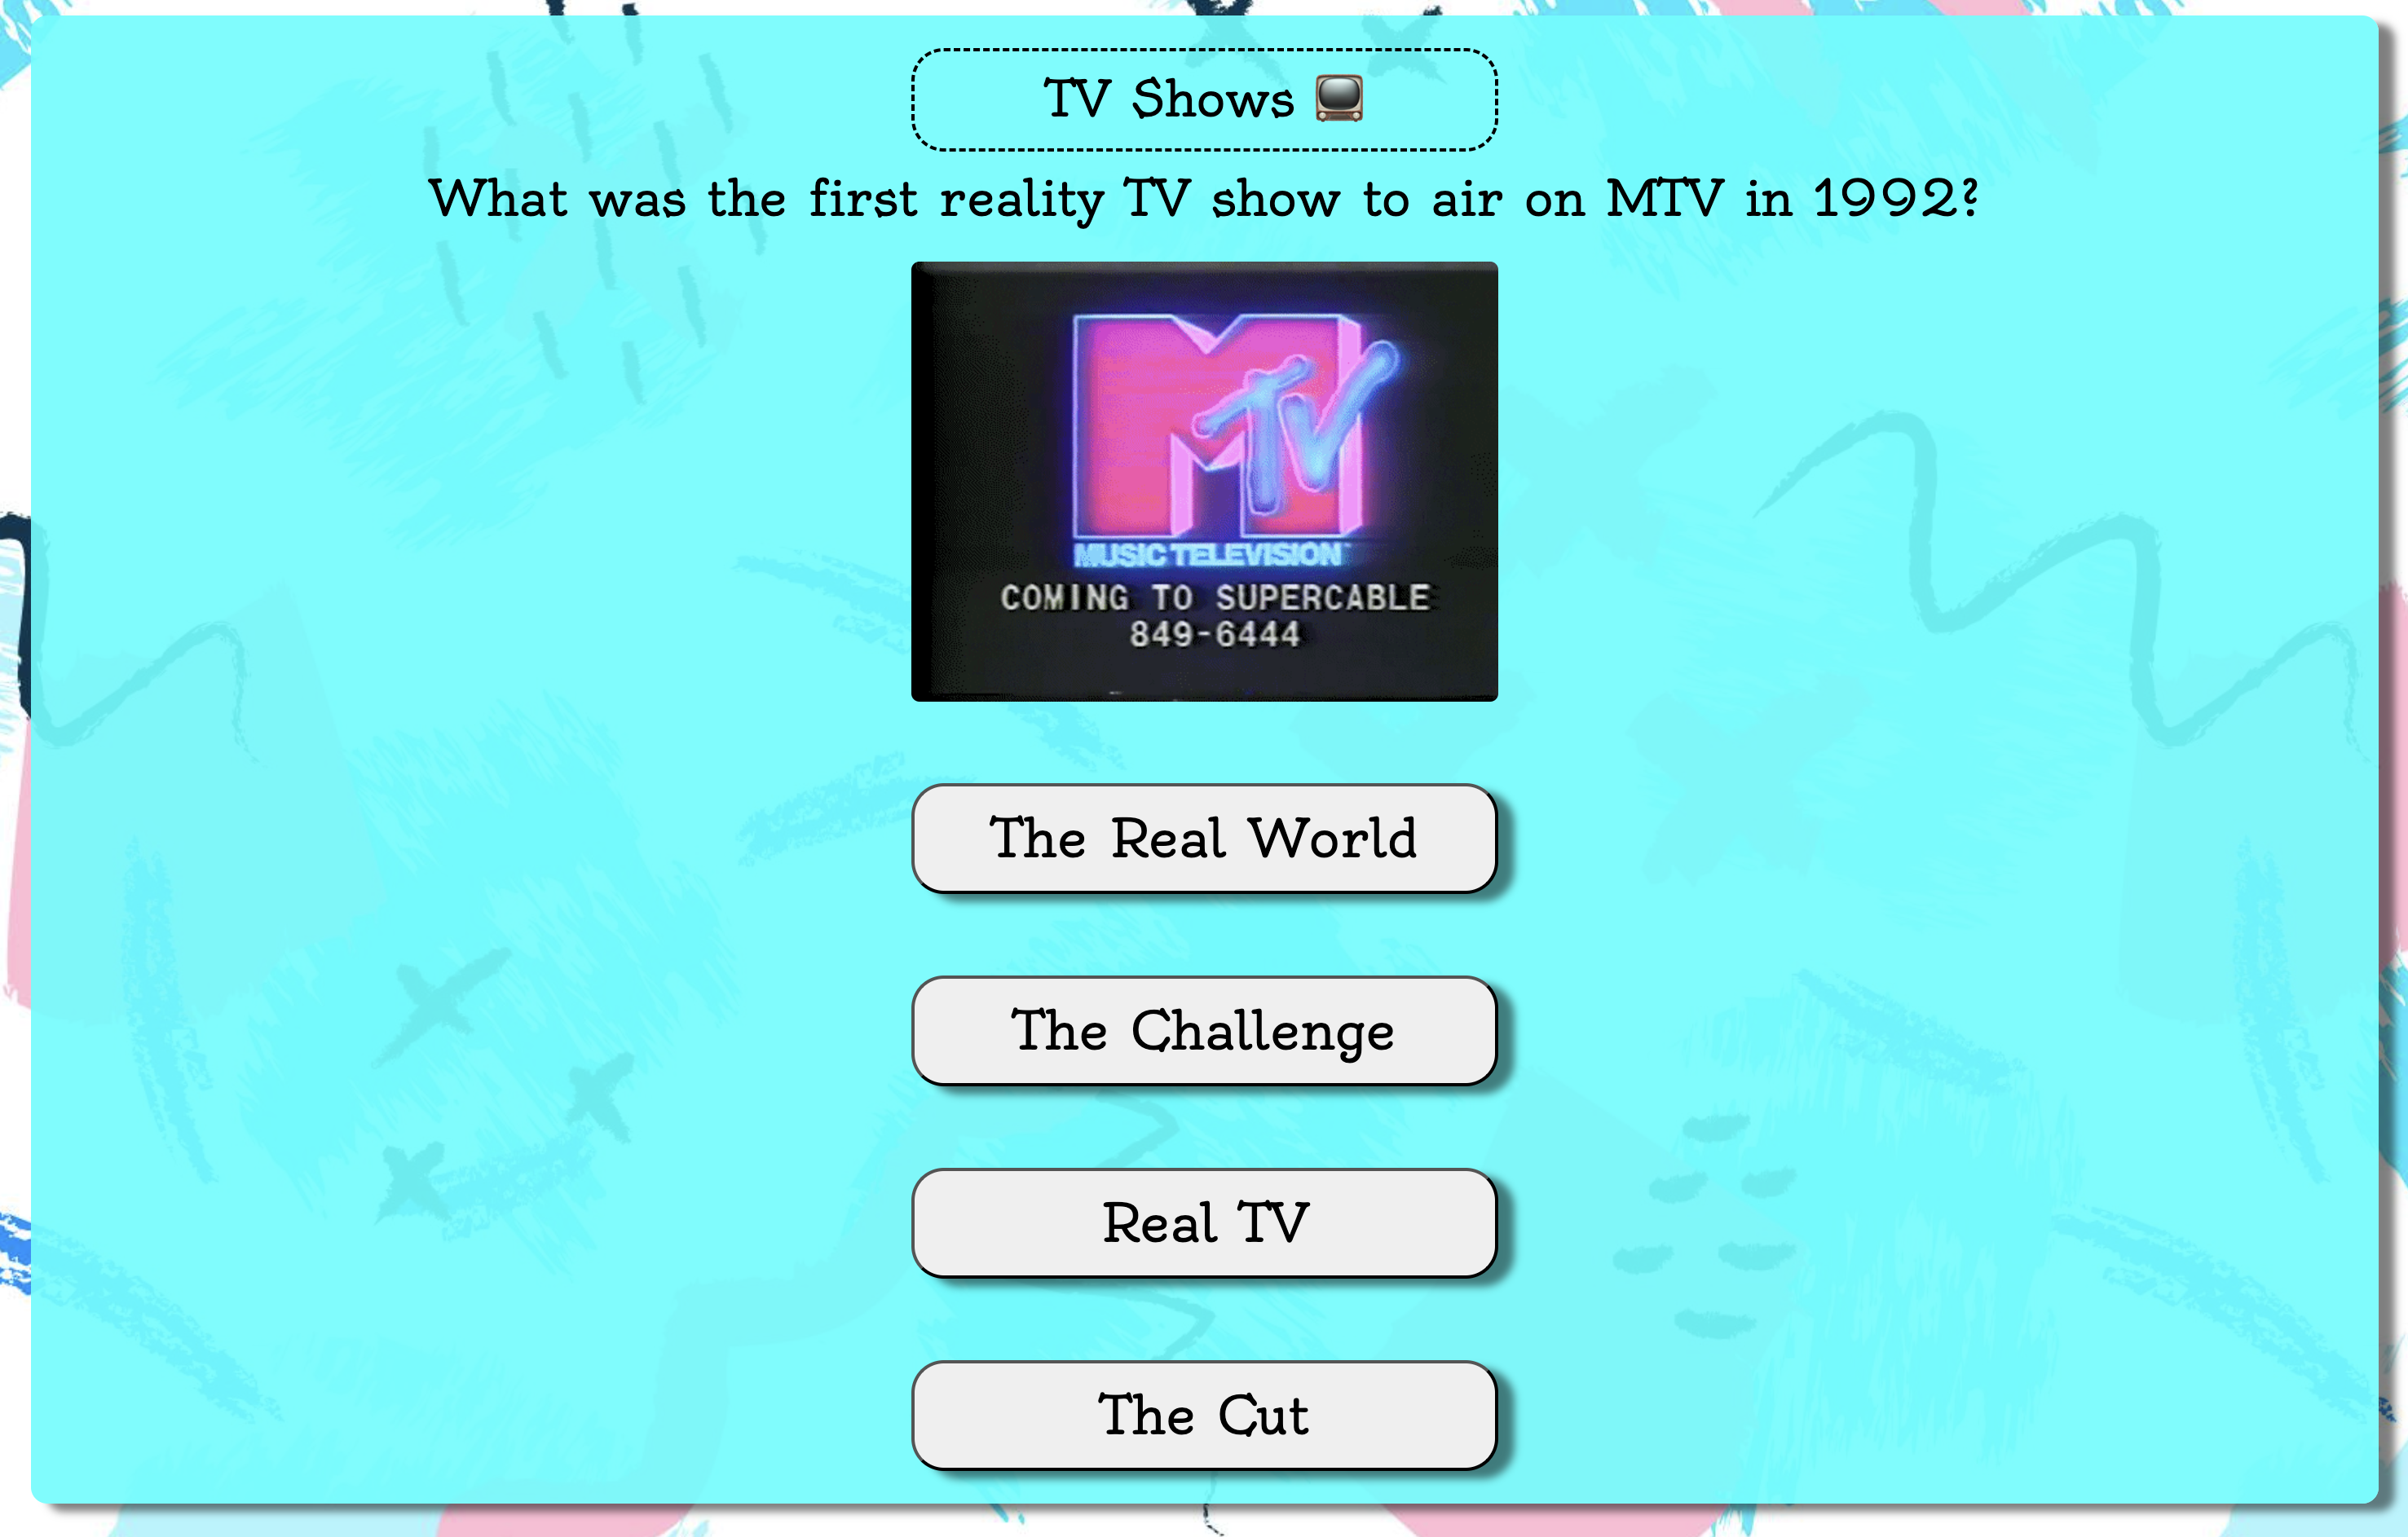 TV Shows 📺
What was the first reality TV show to air on MTV in 1992?
MTV
MUSIC TELEVISION
COMING TO SUPERCABLE
849-6444
The Real World
The Challenge
Real TV
The Cut